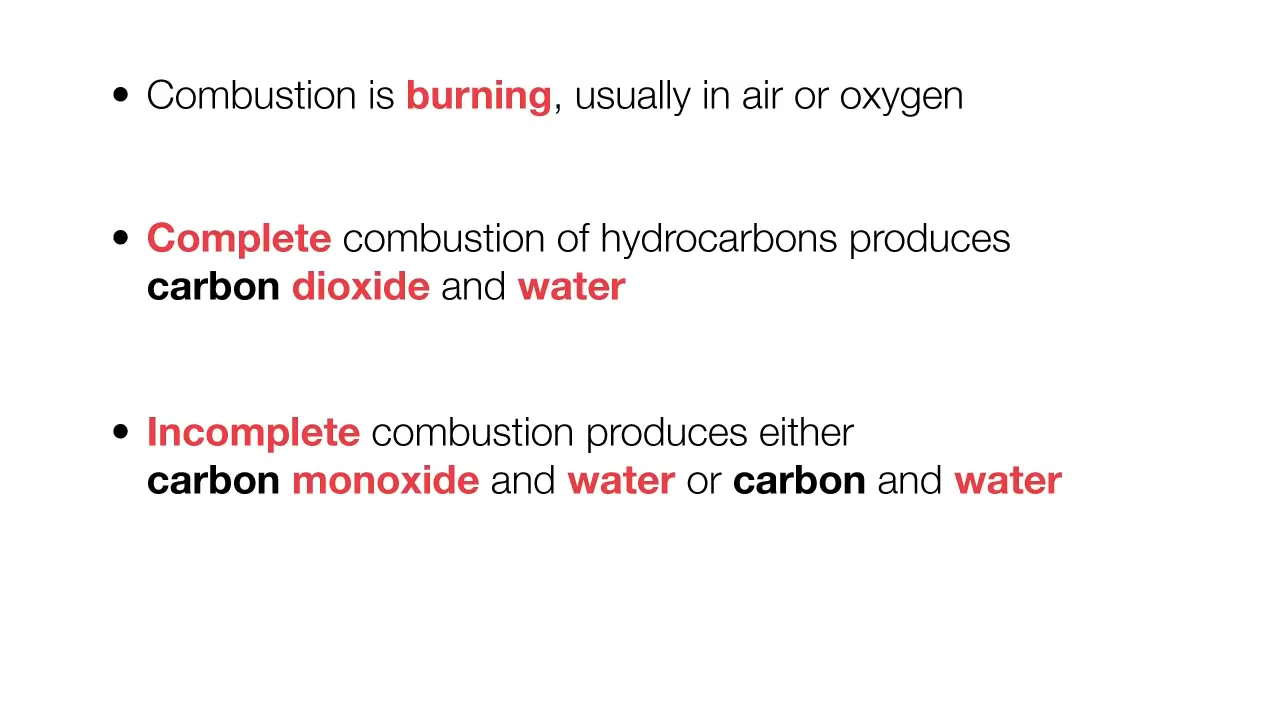 • Combustion is burning, usually in air or oxygen
• Complete combustion of hydrocarbons produces
carbon dioxide and water
• Incomplete combustion produces either
carbon monoxide and water or carbon and water